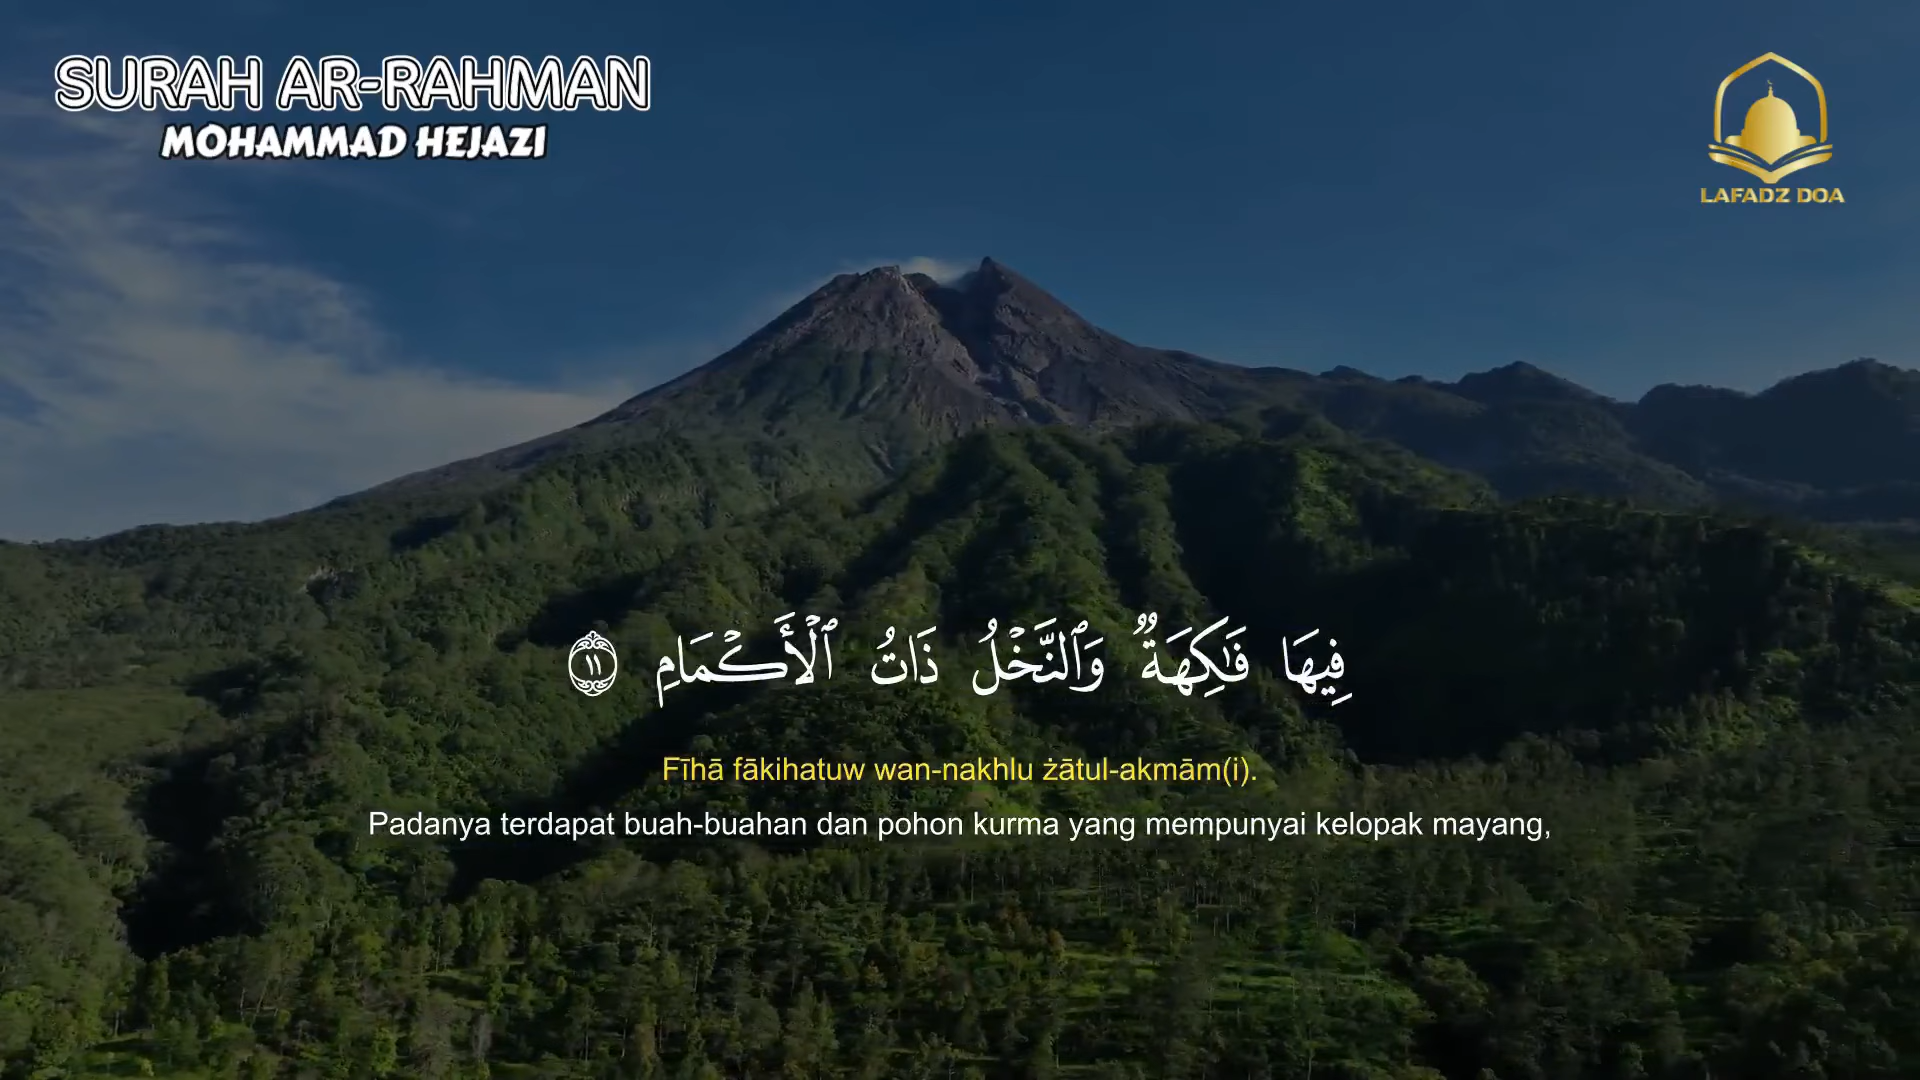 SURAH AR-RAHMAN
MOHAMMAD HEJAZI
LAFADZ DOA
فِيهَا فَٰكِهَةٌ وَٱلنَّخْلُ ذَاتُ ٱلْأَكْمَامِ ١١
Fīhā fākihatuw wan-nakhlu żātul-akmām(i).
Padanya terdapat buah-buahan dan pohon kurma yang mempunyai kelopak mayang,